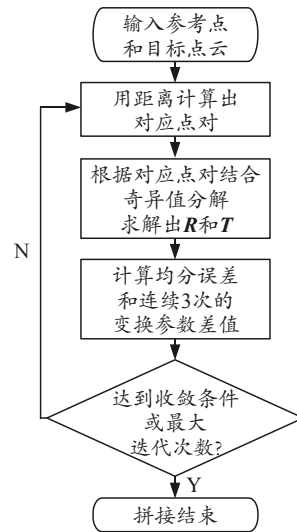 输入参考点
和目标点云
用距离计算出
对应点对
根据对应点对结合
奇异值分解
求解出R和T
N
计算均分误差
和连续3次的
变换参数差值
达到收敛条件
或最大
迭代次数?
Y
拼接结束